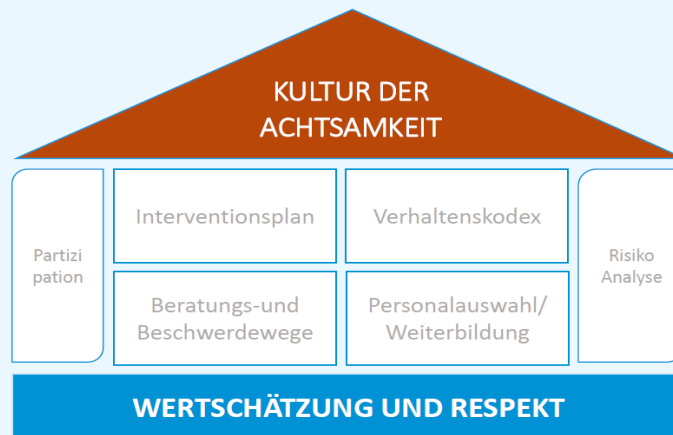 KULTUR DER
ACHTSAMKEIT
Partizi
pation
Interventionsplan
Verhaltenskodex
Risiko
Analyse
Beratungs-und
Beschwerdewege
Personalauswahl/
Weiterbildung
WERTSCHÄTZUNG UND RESPEKT